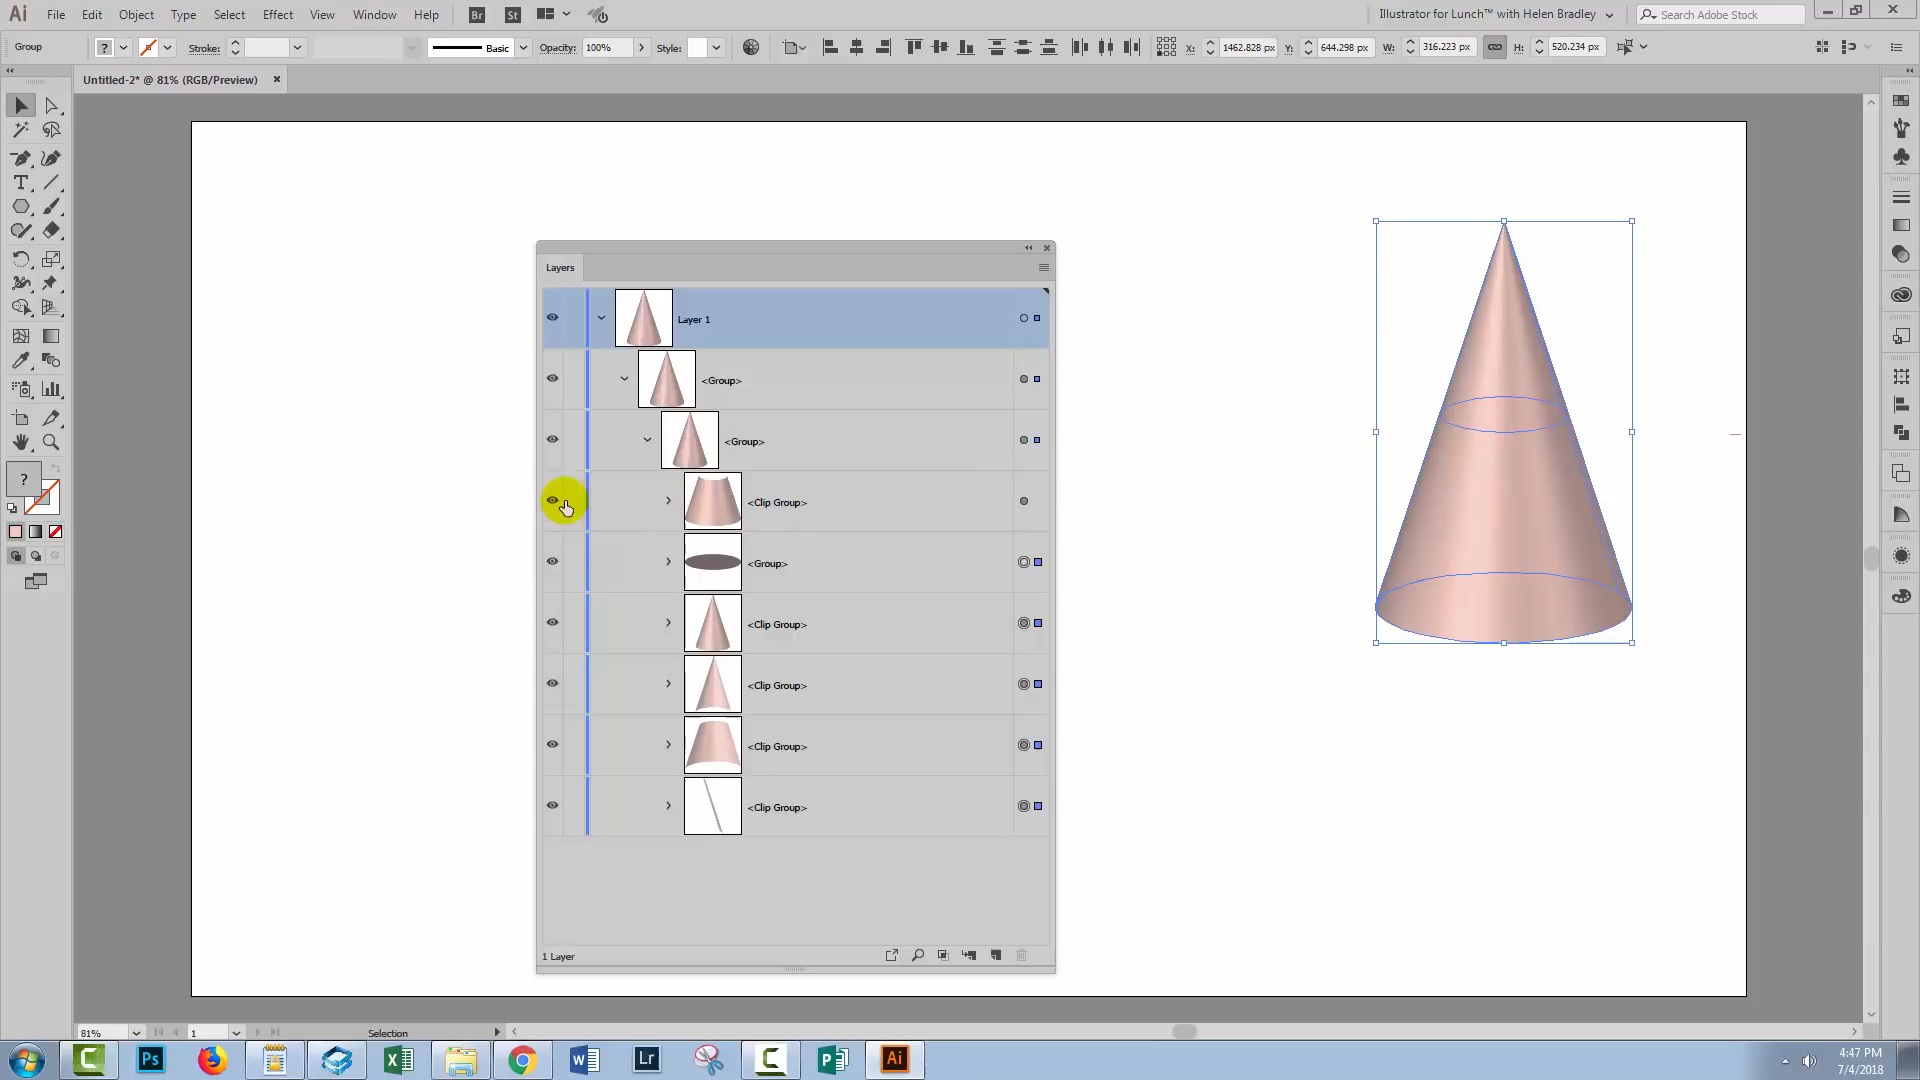 Ai File Edit Object Type Select Effect View Window Help Br St Illustrator for Lunch™ with Helen Bradley Search Adobe Stock
Group ? Stroke: Basic Opacity: 100% Style: X: 1462.828 px Y: 644.298 px W: 316.223 px H: 520.234 px
Untitled-2* @ 81% (RGB/Preview)
Layers
Layer 1
<Group>
<Group>
<Clip Group>
<Group>
<Clip Group>
<Clip Group>
<Clip Group>
<Clip Group>
?
1 Layer
81% 1 Selection
C Ps X W Lr C P Ai
4:47 PM
7/4/2018